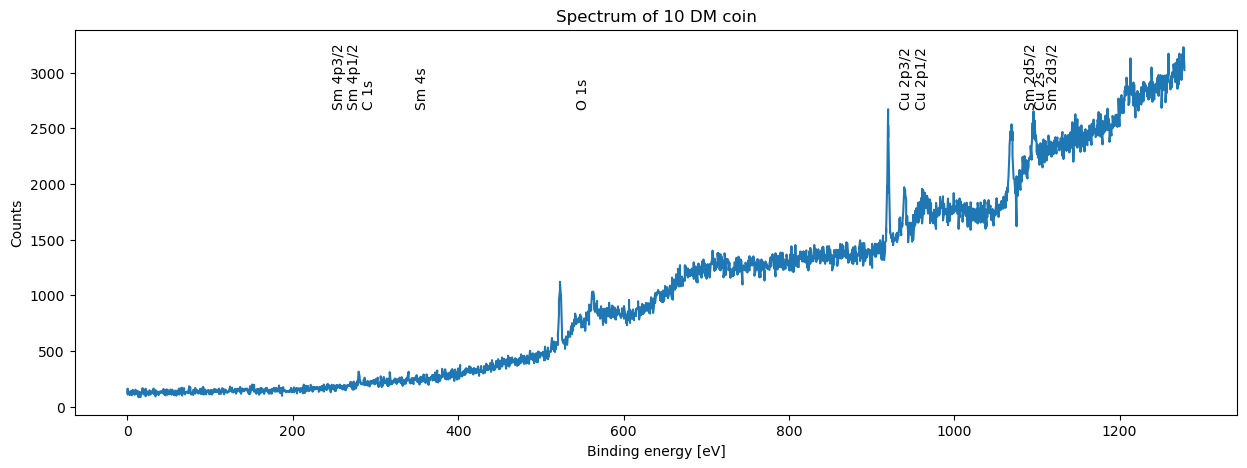 Spectrum of 10 DM coin
Sm 4p3/2
Sm 4p1/2
C 1s
Sm 4s
O 1s
Cu 2p3/2
Cu 2p1/2
Sm 2d5/2
Cu 2s
Sm 2d3/2
Counts
3000
2500
2000
1500
1000
500
0
0 200 400 600 800 1000 1200
Binding energy [eV]